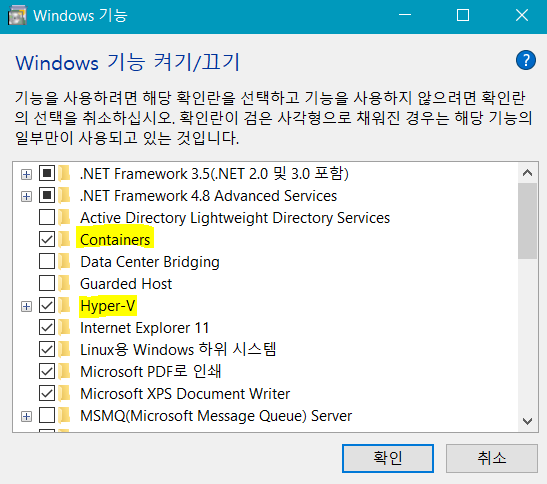 Windows 기능
Windows 기능 켜기/끄기
?
기능을 사용하려면 해당 확인란을 선택하고 기능을 사용하지 않으려면 확인란
의 선택을 취소하십시오. 확인란이 검은 사각형으로 채워진 경우는 해당 기능의
일부만이 사용되고 있는 것입니다.
.NET Framework 3.5(.NET 2.0 및 3.0 포함)
.NET Framework 4.8 Advanced Services
Active Directory Lightweight Directory Services
Containers
Data Center Bridging
Guarded Host
Hyper-V
Internet Explorer 11
Linux용 Windows 하위 시스템
Microsoft PDF로 인쇄
Microsoft XPS Document Writer
MSMQ(Microsoft Message Queue) Server
확인
취소